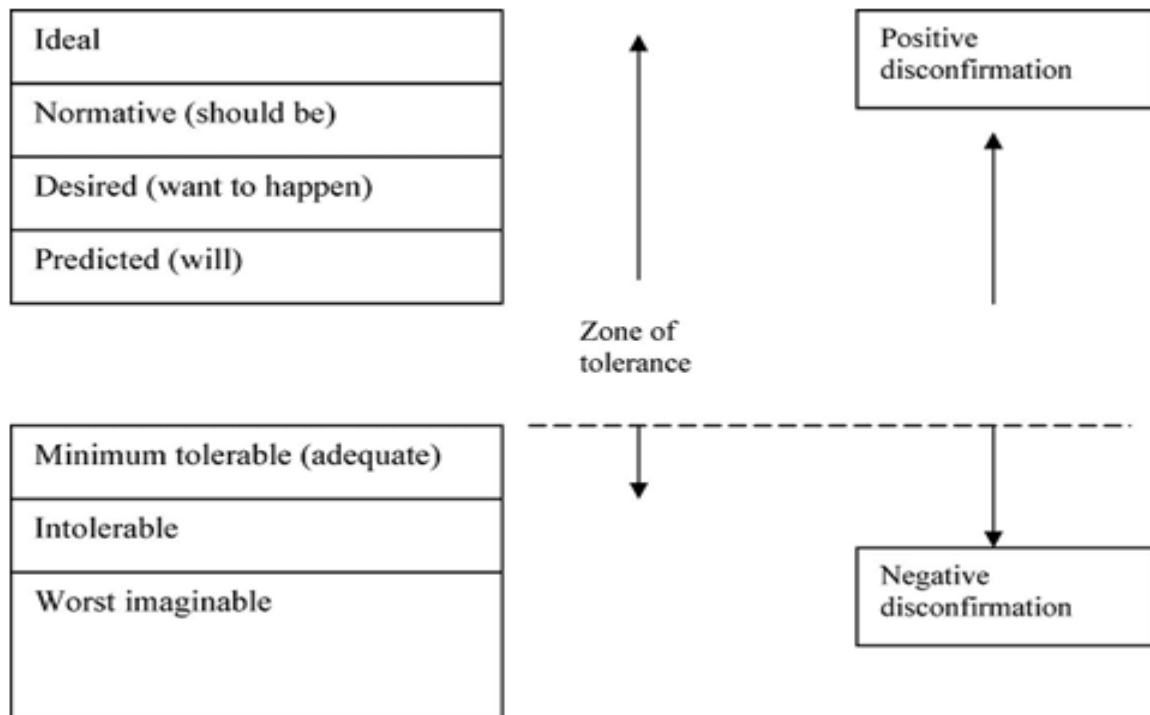 Ideal
Normative (should be)
Desired (want to happen)
Predicted (will)
Positive
disconfirmation
Zone of
tolerance
Minimum tolerable (adequate)
Intolerable
Worst imaginable
Negative
disconfirmation